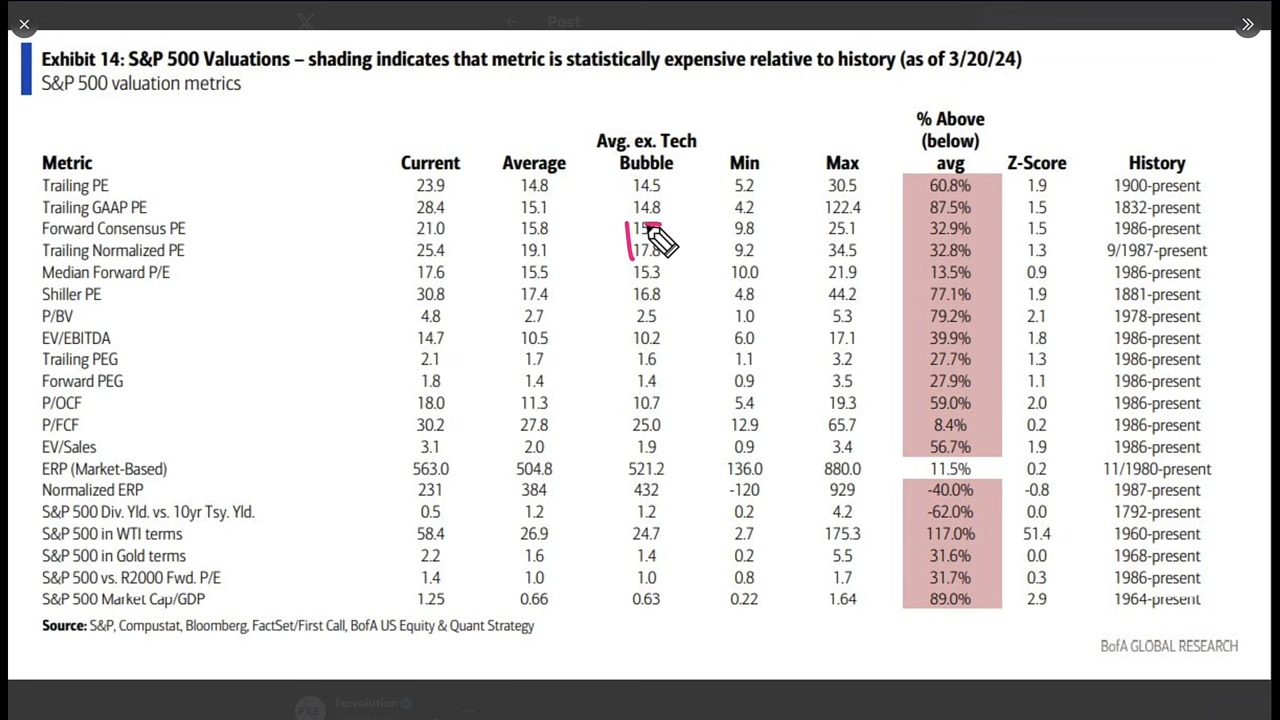 Post
Exhibit 14: S&P 500 Valuations – shading indicates that metric is statistically expensive relative to history (as of 3/20/24)
S&P 500 valuation metrics
Metric Current Average Avg. ex. Tech Bubble Min Max % Above (below) avg Z-Score History
Trailing PE 23.9 14.8 14.5 5.2 30.5 60.8% 1.9 1900-present
Trailing GAAP PE 28.4 15.1 14.8 4.2 122.4 87.5% 1.5 1832-present
Forward Consensus PE 21.0 15.8 9.8 25.1 32.9% 1.5 1986-present
Trailing Normalized PE 25.4 19.1 17.8 9.2 34.5 32.8% 1.3 9/1987-present
Median Forward P/E 17.6 15.5 15.3 10.0 21.9 13.5% 0.9 1986-present
Shiller PE 30.8 17.4 16.8 4.8 44.2 77.1% 1.9 1881-present
P/BV 4.8 2.7 2.5 1.0 5.3 79.2% 2.1 1978-present
EV/EBITDA 14.7 10.5 10.2 6.0 17.1 39.9% 1.8 1986-present
Trailing PEG 2.1 1.7 1.6 1.1 3.2 27.7% 1.3 1986-present
Forward PEG 1.8 1.4 1.4 0.9 3.5 27.9% 1.1 1986-present
P/OCF 18.0 11.3 10.7 5.4 19.3 59.0% 2.0 1986-present
P/FCF 30.2 27.8 25.0 12.9 65.7 8.4% 0.2 1986-present
EV/Sales 3.1 2.0 1.9 0.9 3.4 56.7% 1.9 1986-present
ERP (Market-Based) 563.0 504.8 521.2 136.0 880.0 11.5% 0.2 11/1980-present
Normalized ERP 231 384 432 -120 929 -40.0% -0.8 1987-present
S&P 500 Div. Yld. vs. 10yr Tsy. Yld. 0.5 1.2 1.2 0.2 4.2 -62.0% 0.0 1792-present
S&P 500 in WTI terms 58.4 26.9 24.7 2.7 175.3 117.0% 51.4 1960-present
S&P 500 in Gold terms 2.2 1.6 1.4 0.2 5.5 31.6% 0.0 1968-present
S&P 500 vs. R2000 Fwd. P/E 1.4 1.0 1.0 0.8 1.7 31.7% 0.3 1986-present
S&P 500 Market Cap/GDP 1.25 0.66 0.63 0.22 1.64 89.0% 2.9 1964-present
Source: S&P, Compustat, Bloomberg, FactSet/First Call, BofA US Equity & Quant Strategy
BofA GLOBAL RESEARCH
fxevolution